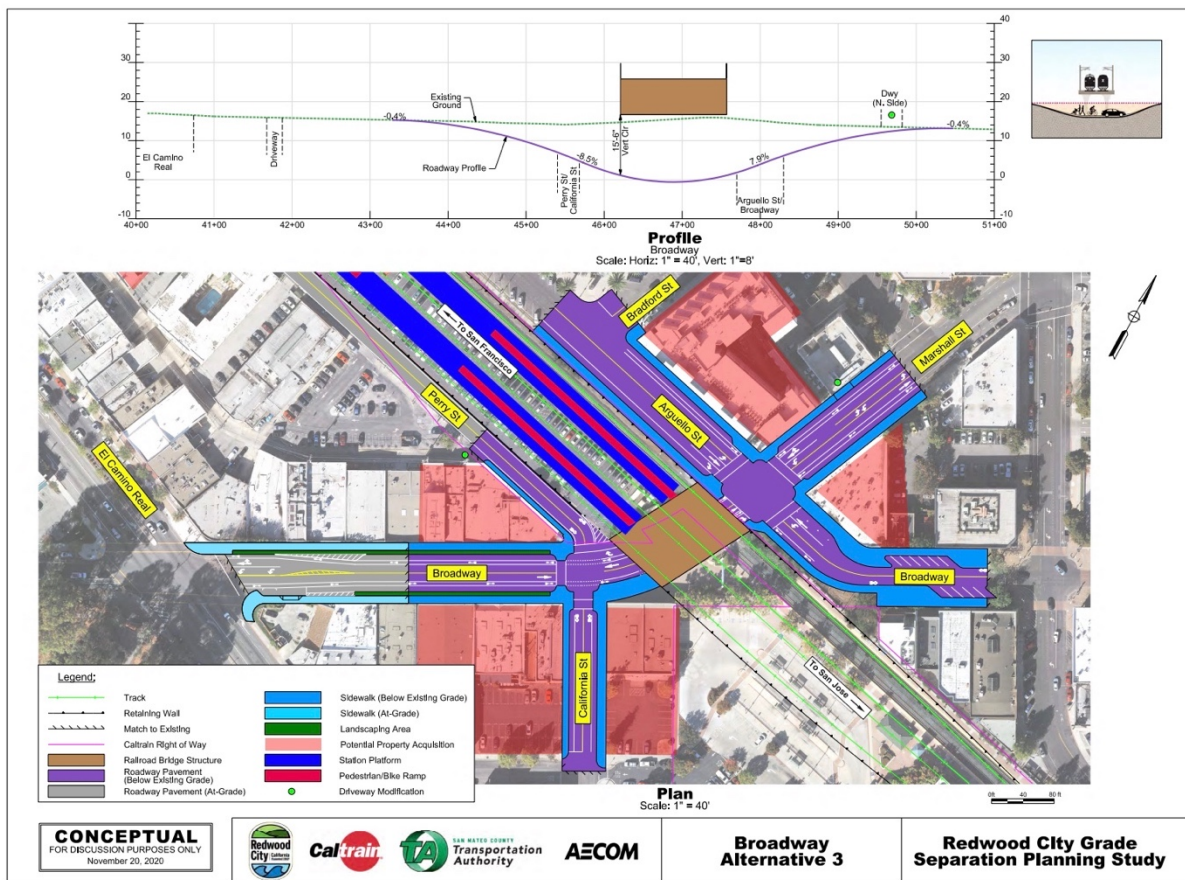 40
30
20
10
0
-10
40
30
20
10
0
-10
Existing
Ground
-0.4%
Roadway Profile
El Camino
Real
Driveway
Perry St/
California St
-8.5%
15'-6"
Vert Clr
7.9%
Arguello St/
Broadway
Dwy
(N. Side)
-0.4%
40+00
41+00
42+00
43+00
44+00
45+00
46+00
47+00
48+00
49+00
50+00
51+00
Profile
Broadway
Scale: Horiz: 1" = 40', Vert: 1"=8'
To San Francisco
Bradford St
Marshall St
Perry St
Arguello St
El Camino Real
Broadway
Broadway
California St
To San Jose
Legend:
Track
Retaining Wall
Match to Existing
Caltrain Right of Way
Railroad Bridge Structure
Roadway Pavement
(Below Existing Grade)
Roadway Pavement (At-Grade)
Sidewalk (Below Existing Grade)
Sidewalk (At-Grade)
Landscaping Area
Potential Property Acquisition
Station Platform
Pedestrian/Bike Ramp
Driveway Modification
Plan
Scale: 1" = 40'
0ft 40 80 ft
CONCEPTUAL
FOR DISCUSSION PURPOSES ONLY
November 20, 2020
Redwood
City California
Caltrain
TA
SAN MATEO COUNTY
Transportation
Authority
AECOM
Broadway
Alternative 3
Redwood City Grade
Separation Planning Study